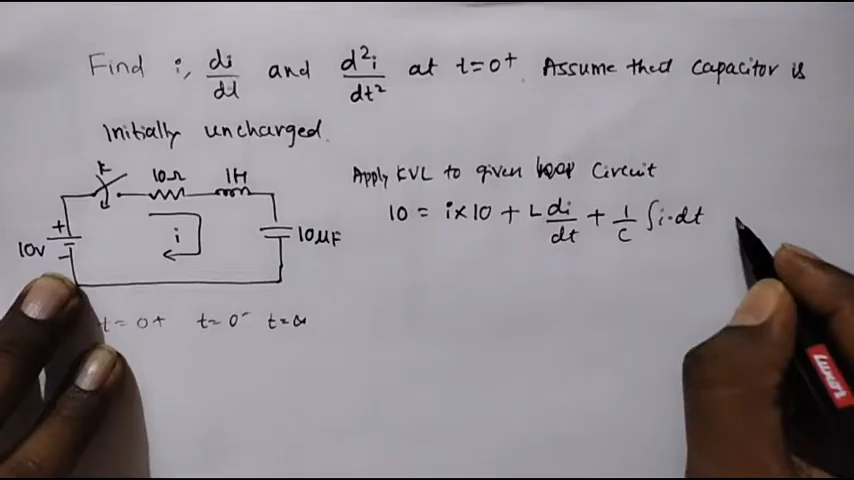 Find i, di/dt and d²i/dt² at t=0+. Assume that capacitor is
Initially uncharged.
K
10Ω
1H
+
10V
-
i
10μF
t=0+ t=0- t=∞
Apply KVL to given loop Circuit
10 = i×10 + L di/dt + 1/C ∫i·dt
Luxor